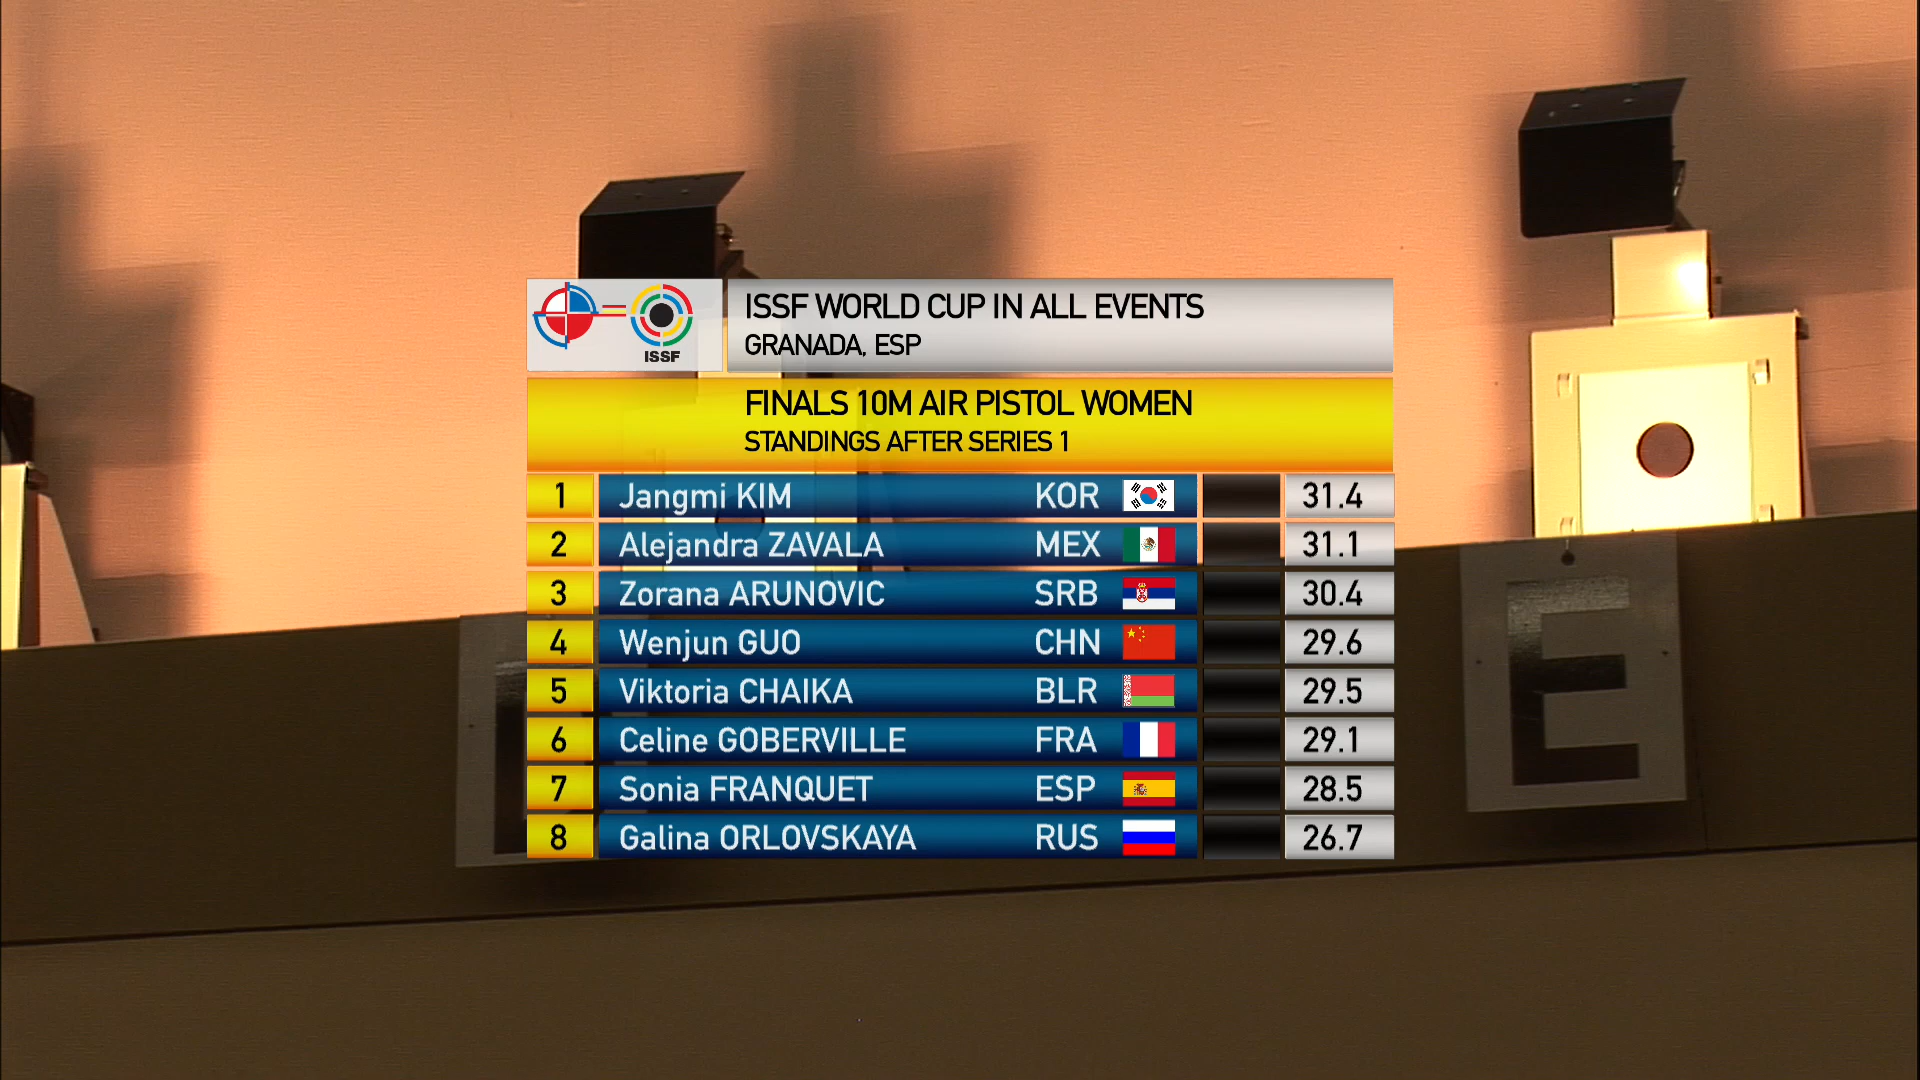 ISSF
ISSF WORLD CUP IN ALL EVENTS
GRANADA, ESP
FINALS 10M AIR PISTOL WOMEN
STANDINGS AFTER SERIES 1
1 Jangmi KIM KOR 31.4
2 Alejandra ZAVALA MEX 31.1
3 Zorana ARUNOVIC SRB 30.4
4 Wenjun GUO CHN 29.6
5 Viktoria CHAIKA BLR 29.5
6 Celine GOBERVILLE FRA 29.1
7 Sonia FRANQUET ESP 28.5
8 Galina ORLOVSKAYA RUS 26.7
E